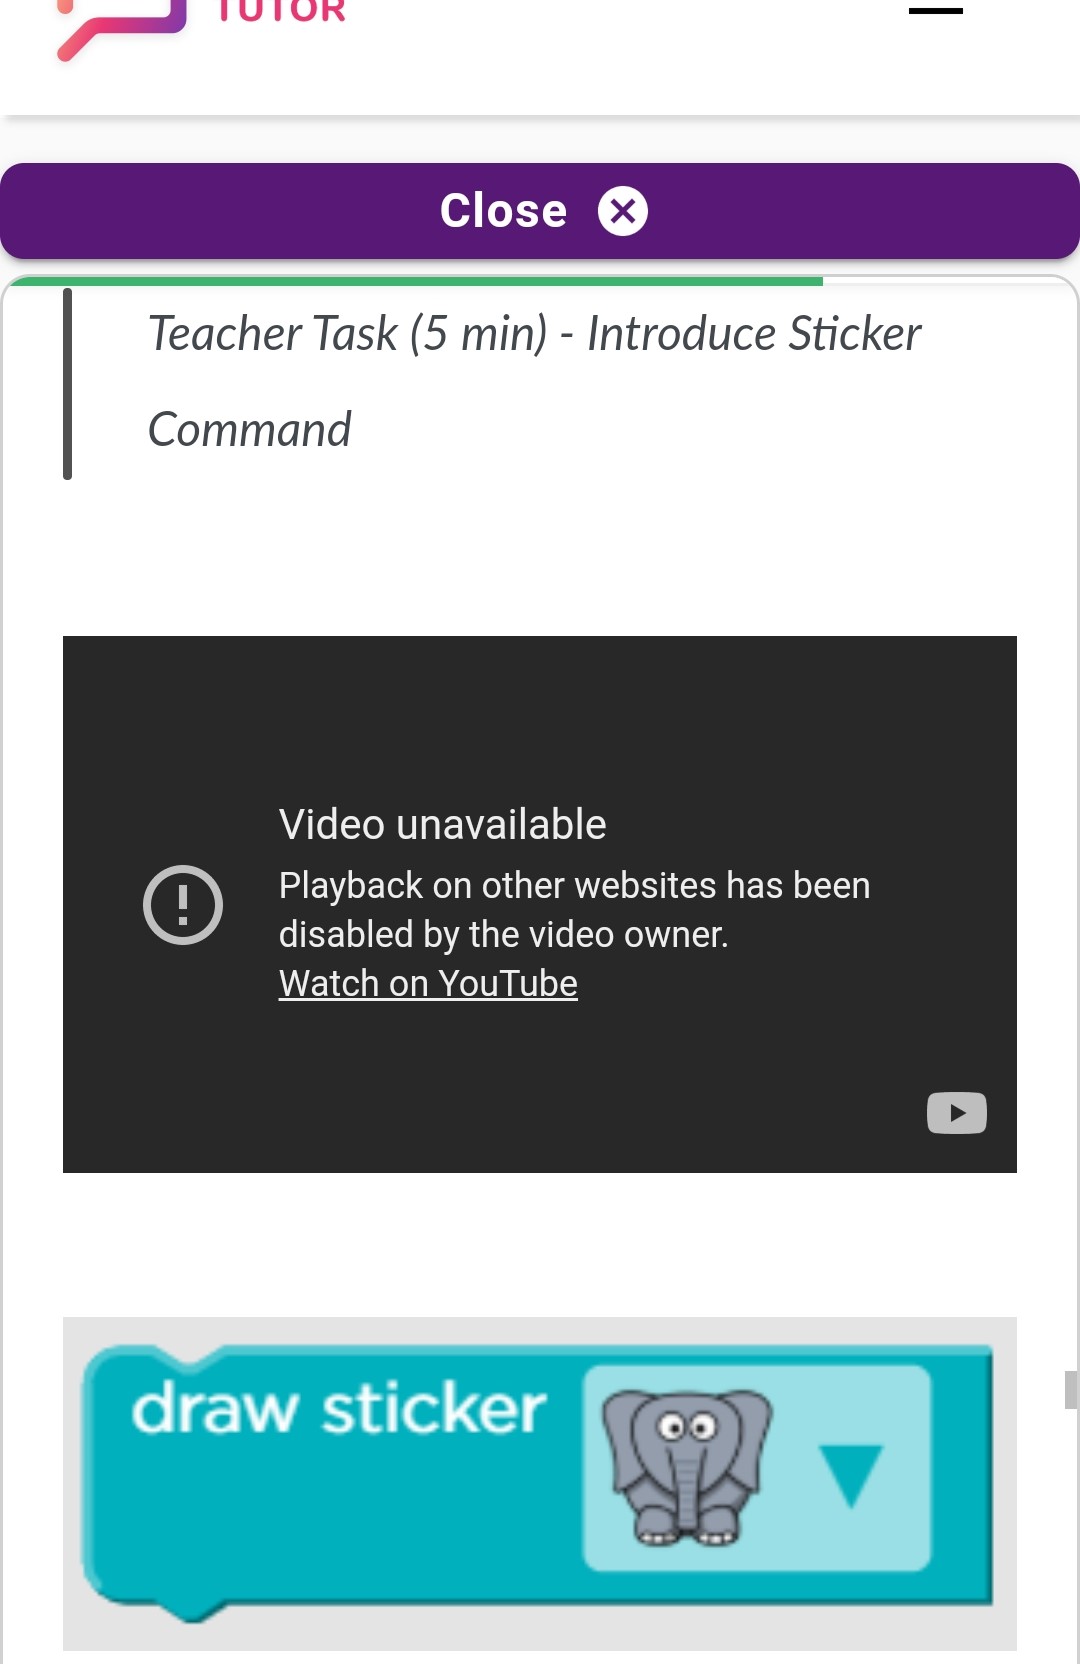 TUTOR
Close
Teacher Task (5 min) - Introduce Sticker
Command
Video unavailable
Playback on other websites has been
disabled by the video owner.
Watch on YouTube
draw sticker